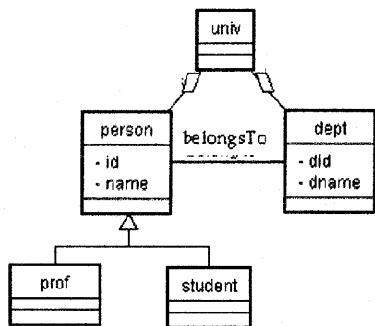 univ
person
- id
- name
belongsTo
dept
- did
- dname
prof
student